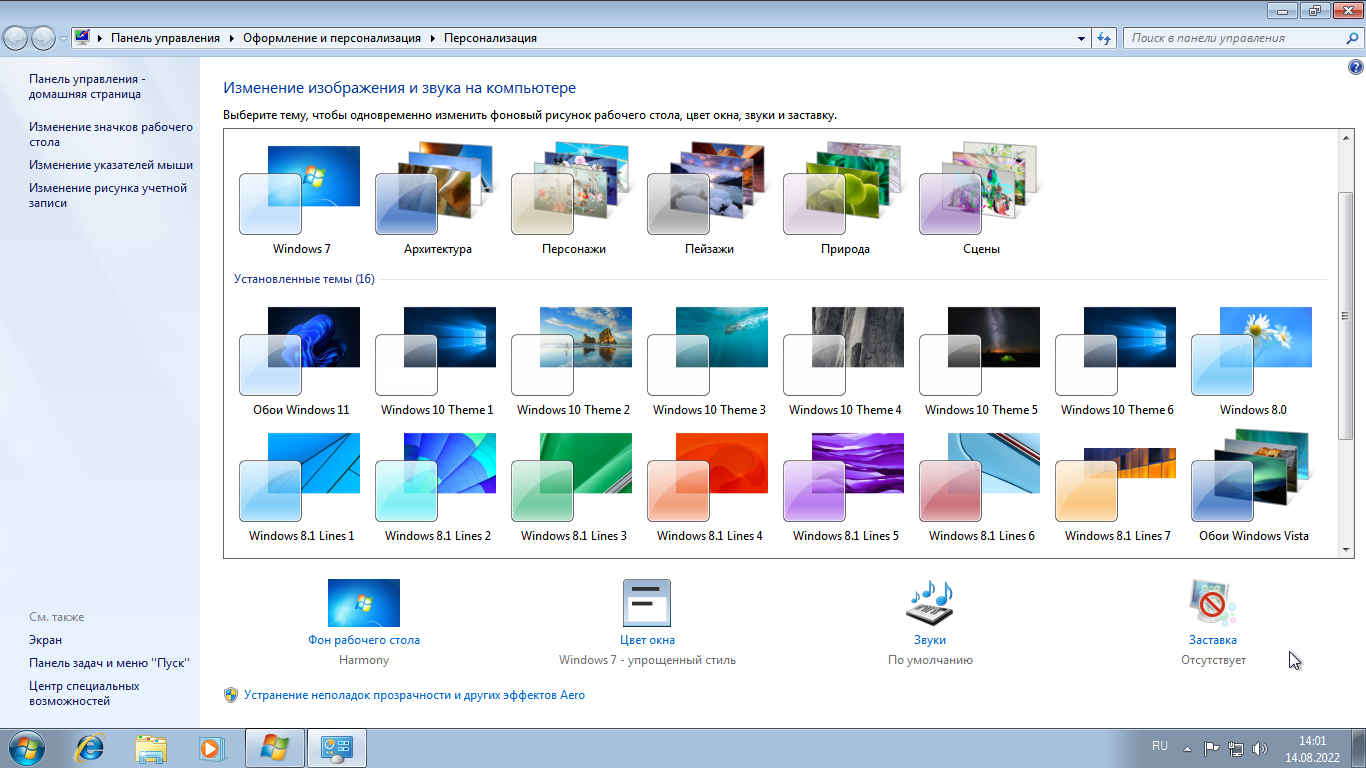 Панель управления
Оформление и персонализация
Персонализация
Поиск в панели управления
Панель управления -
домашняя страница
Изменение значков рабочего
стола
Изменение указателей мыши
Изменение рисунка учетной
записи
Изменение изображения и звука на компьютере
Выберите тему, чтобы одновременно изменить фоновый рисунок рабочего стола, цвет окна, звуки и заставку.
Windows 7
Архитектура
Персонажи
Пейзажи
Природа
Сцены
Установленные темы (16)
Обои Windows 11
Windows 10 Theme 1
Windows 10 Theme 2
Windows 10 Theme 3
Windows 10 Theme 4
Windows 10 Theme 5
Windows 10 Theme 6
Windows 8.0
Windows 8.1 Lines 1
Windows 8.1 Lines 2
Windows 8.1 Lines 3
Windows 8.1 Lines 4
Windows 8.1 Lines 5
Windows 8.1 Lines 6
Windows 8.1 Lines 7
Обои Windows Vista
Фон рабочего стола
Harmony
Цвет окна
Windows 7 - упрощенный стиль
Звуки
По умолчанию
Заставка
Отсутствует
См. также
Экран
Панель задач и меню ''Пуск''
Центр специальных
возможностей
Устранение неполадок прозрачности и других эффектов Aero
RU
14:01
14.08.2022